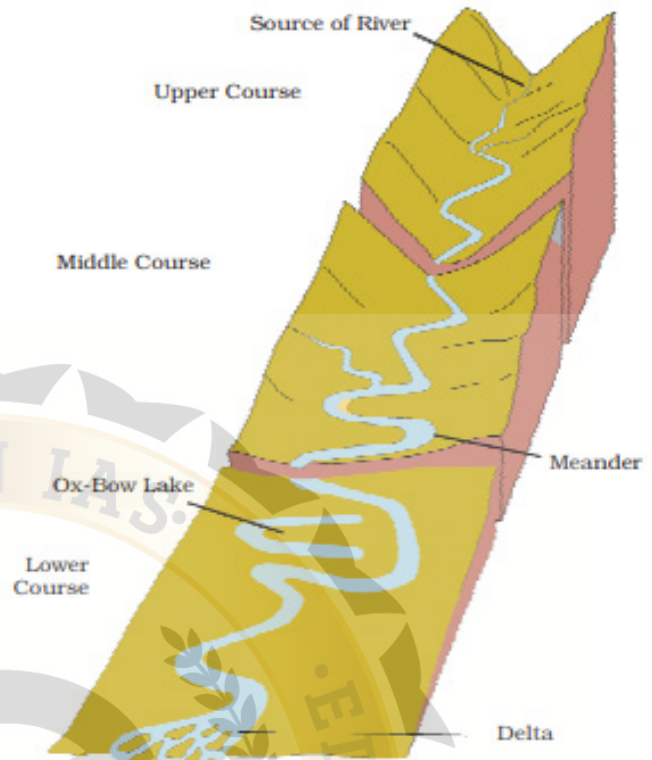 Source of River
Upper Course
Middle Course
Meander
Ox-Bow Lake
Lower
Course
Delta